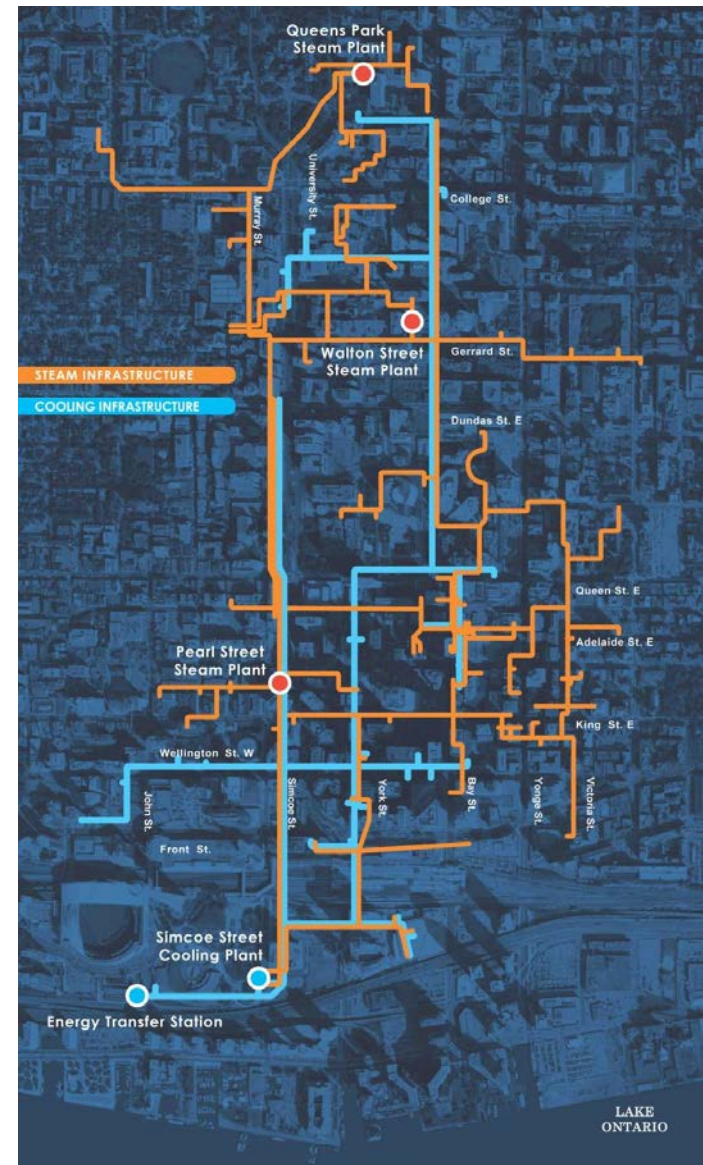 Queens Park
Steam Plant
University St.
College St.
Murray St.
Walton Street
Steam Plant
Gerrard St.
STEAM INFRASTRUCTURE
COOLING INFRASTRUCTURE
Dundas St. E
Queen St. E
Adelaide St. E
Pearl Street
Steam Plant
King St. E
Wellington St. W
John St.
Simcoe St.
York St.
Bay St.
Yonge St.
Victoria St.
Front St.
Simcoe Street
Cooling Plant
Energy Transfer Station
LAKE
ONTARIO